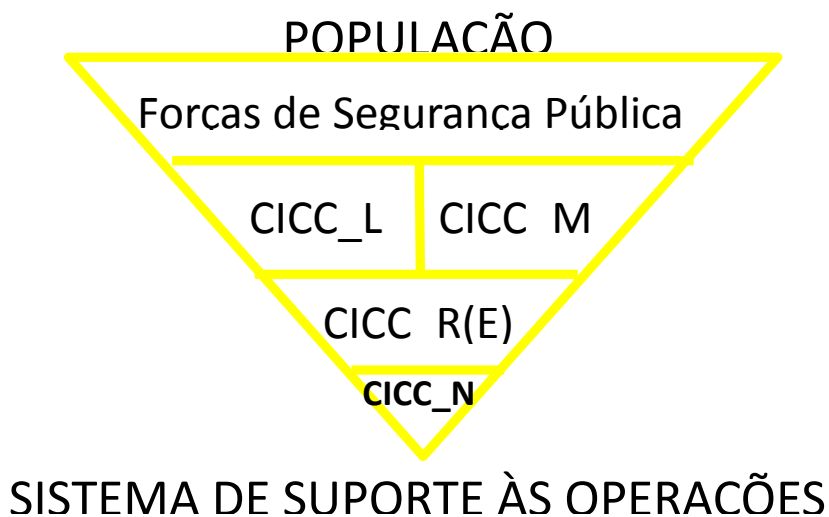 POPULAÇÃO
Forças de Segurança Pública
CICC_L CICC M
CICC R(E)
CICC_N
SISTEMA DE SUPORTE ÀS OPERAÇÕES